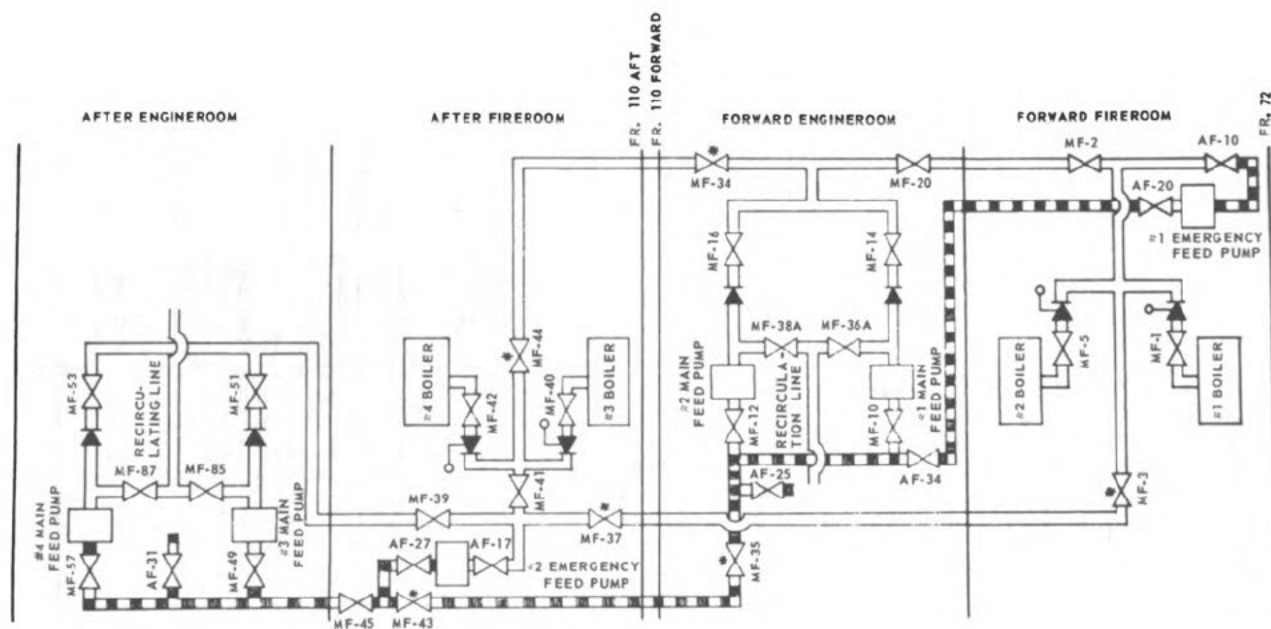 AFTER ENGINEROOM
AFTER FIREROOM
FR. 110 AFT
FR. 110 FORWARD
FORWARD ENGINEROOM
FORWARD FIREROOM
FR. 72
MF-34
MF-20
MF-2
AF-10
AF-20
#1 EMERGENCY
FEED PUMP
MF-16
MF-14
MF-44
MF-38A
MF-36A
#4 BOILER
MF-42
MF-40
#3 BOILER
#2 MAIN
FEED PUMP
MF-12
RECIRCULA-
TION LINE
MF-10
#1 MAIN
FEED PUMP
#2 BOILER
MF-5
MF-1
#1 BOILER
MF-53
RECIRCU-
LATING LINE
MF-51
MF-87
MF-85
MF-41
MF-39
MF-37
AF-25
AF-34
MF-3
#4 MAIN
FEED PUMP
MF-57
AF-31
MF-49
#3 MAIN
FEED PUMP
AF-27
AF-17
#2 EMERGENCY
FEED PUMP
MF-35
MF-45
MF-43